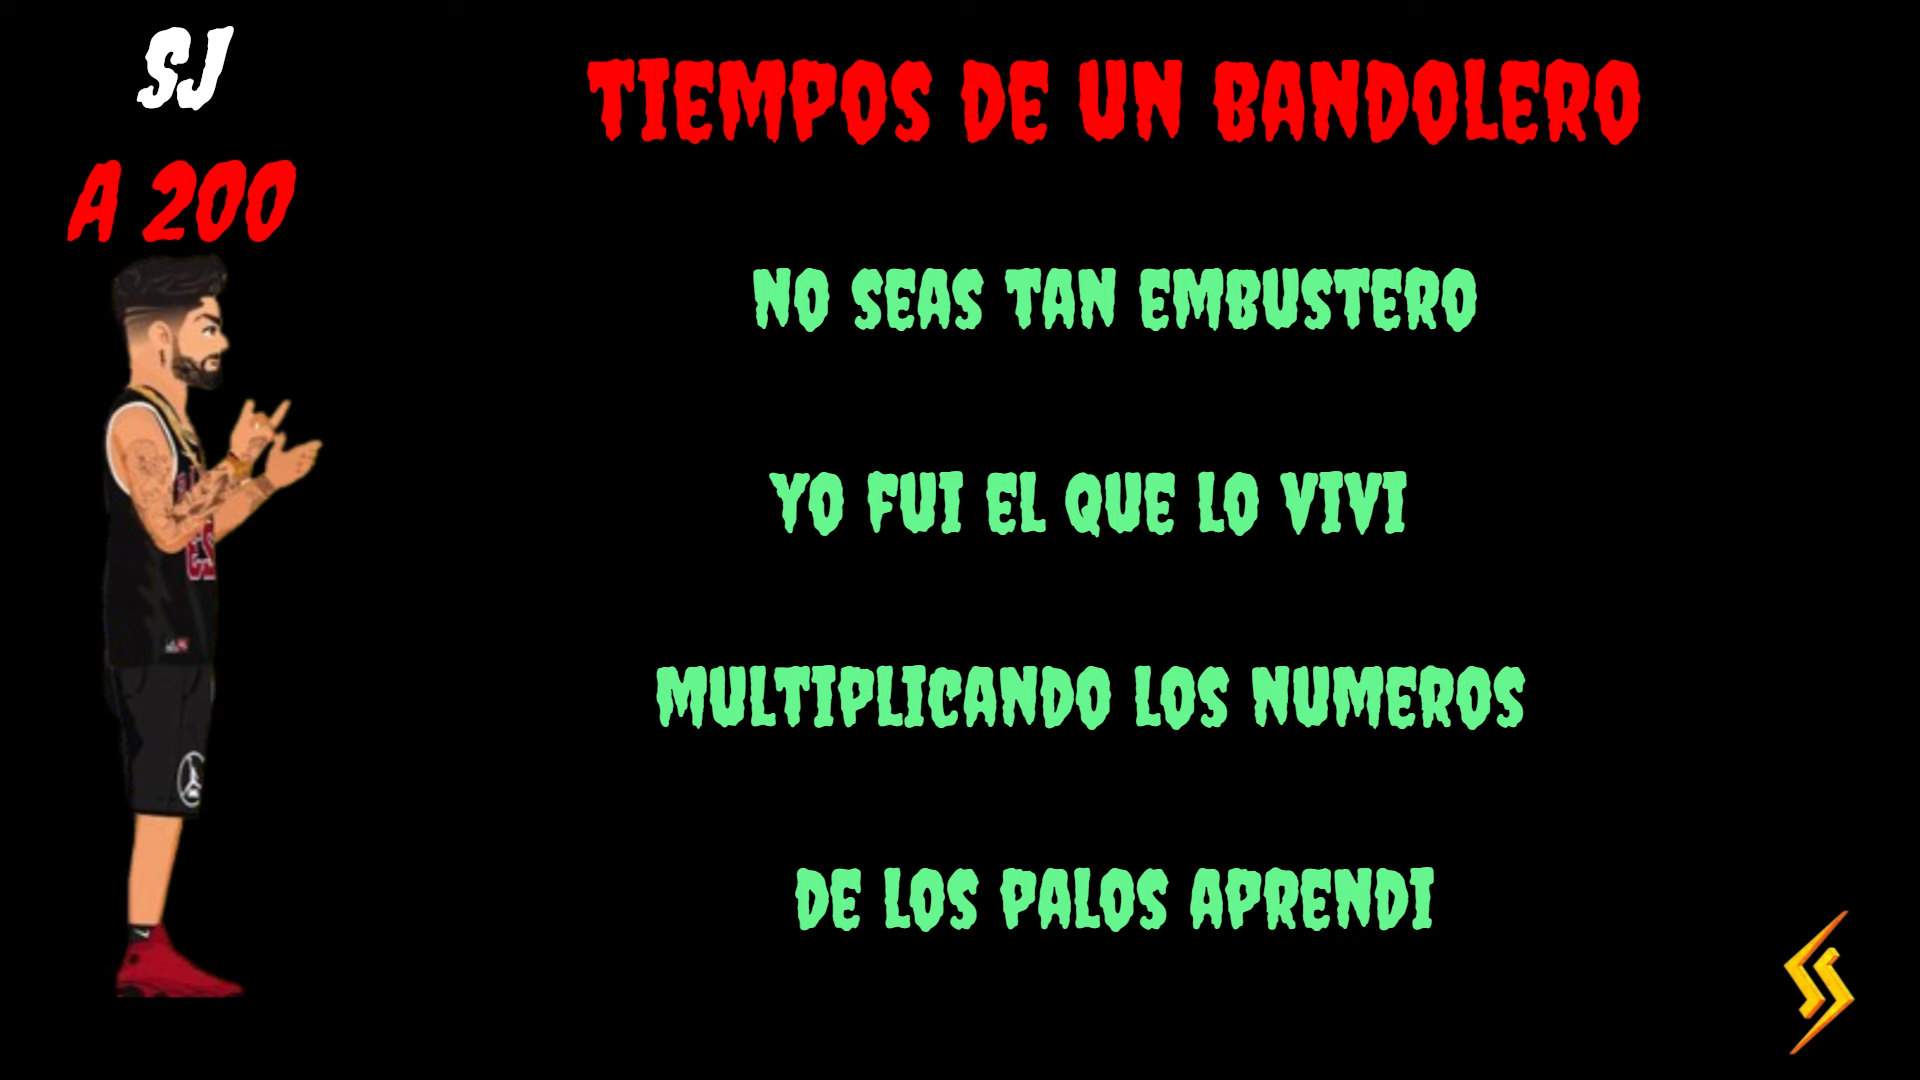 SJ
A 200
TIEMPOS DE UN BANDOLERO
NO SEAS TAN EMBUSTERO
YO FUI EL QUE LO VIVI
MULTIPLICANDO LOS NUMEROS
DE LOS PALOS APRENDI